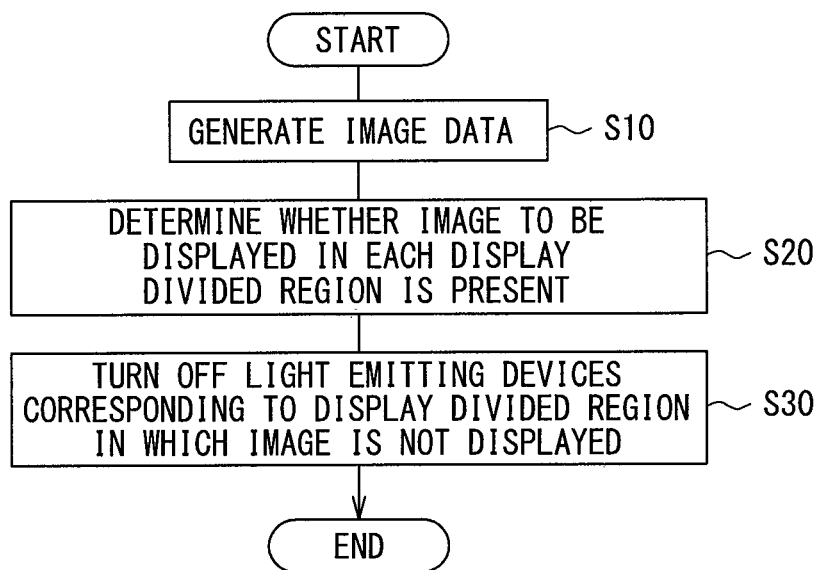 START
GENERATE IMAGE DATA
S10
DETERMINE WHETHER IMAGE TO BE
DISPLAYED IN EACH DISPLAY
DIVIDED REGION IS PRESENT
S20
TURN OFF LIGHT EMITTING DEVICES
CORRESPONDING TO DISPLAY DIVIDED REGION
IN WHICH IMAGE IS NOT DISPLAYED
S30
END